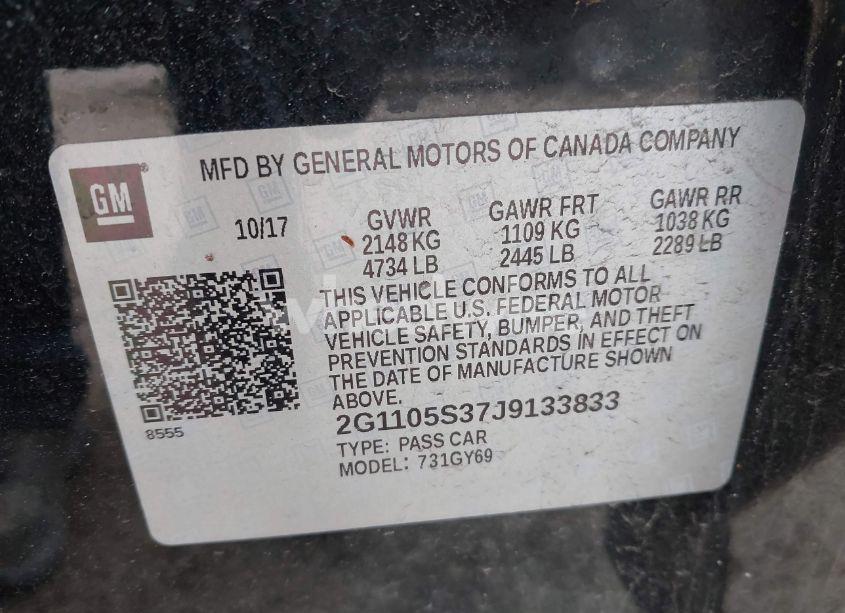 GM
MFD BY GENERAL MOTORS OF CANADA COMPANY
10/17
GVWR
2148 KG
4734 LB
GAWR FRT
1109 KG
2445 LB
GAWR RR
1038 KG
2289 LB
THIS VEHICLE CONFORMS TO ALL
APPLICABLE U.S. FEDERAL MOTOR
VEHICLE SAFETY, BUMPER, AND THEFT
PREVENTION STANDARDS IN EFFECT ON
THE DATE OF MANUFACTURE SHOWN
ABOVE.
2G1105S37J9133833
TYPE: PASS CAR
MODEL: 731GY69
8555